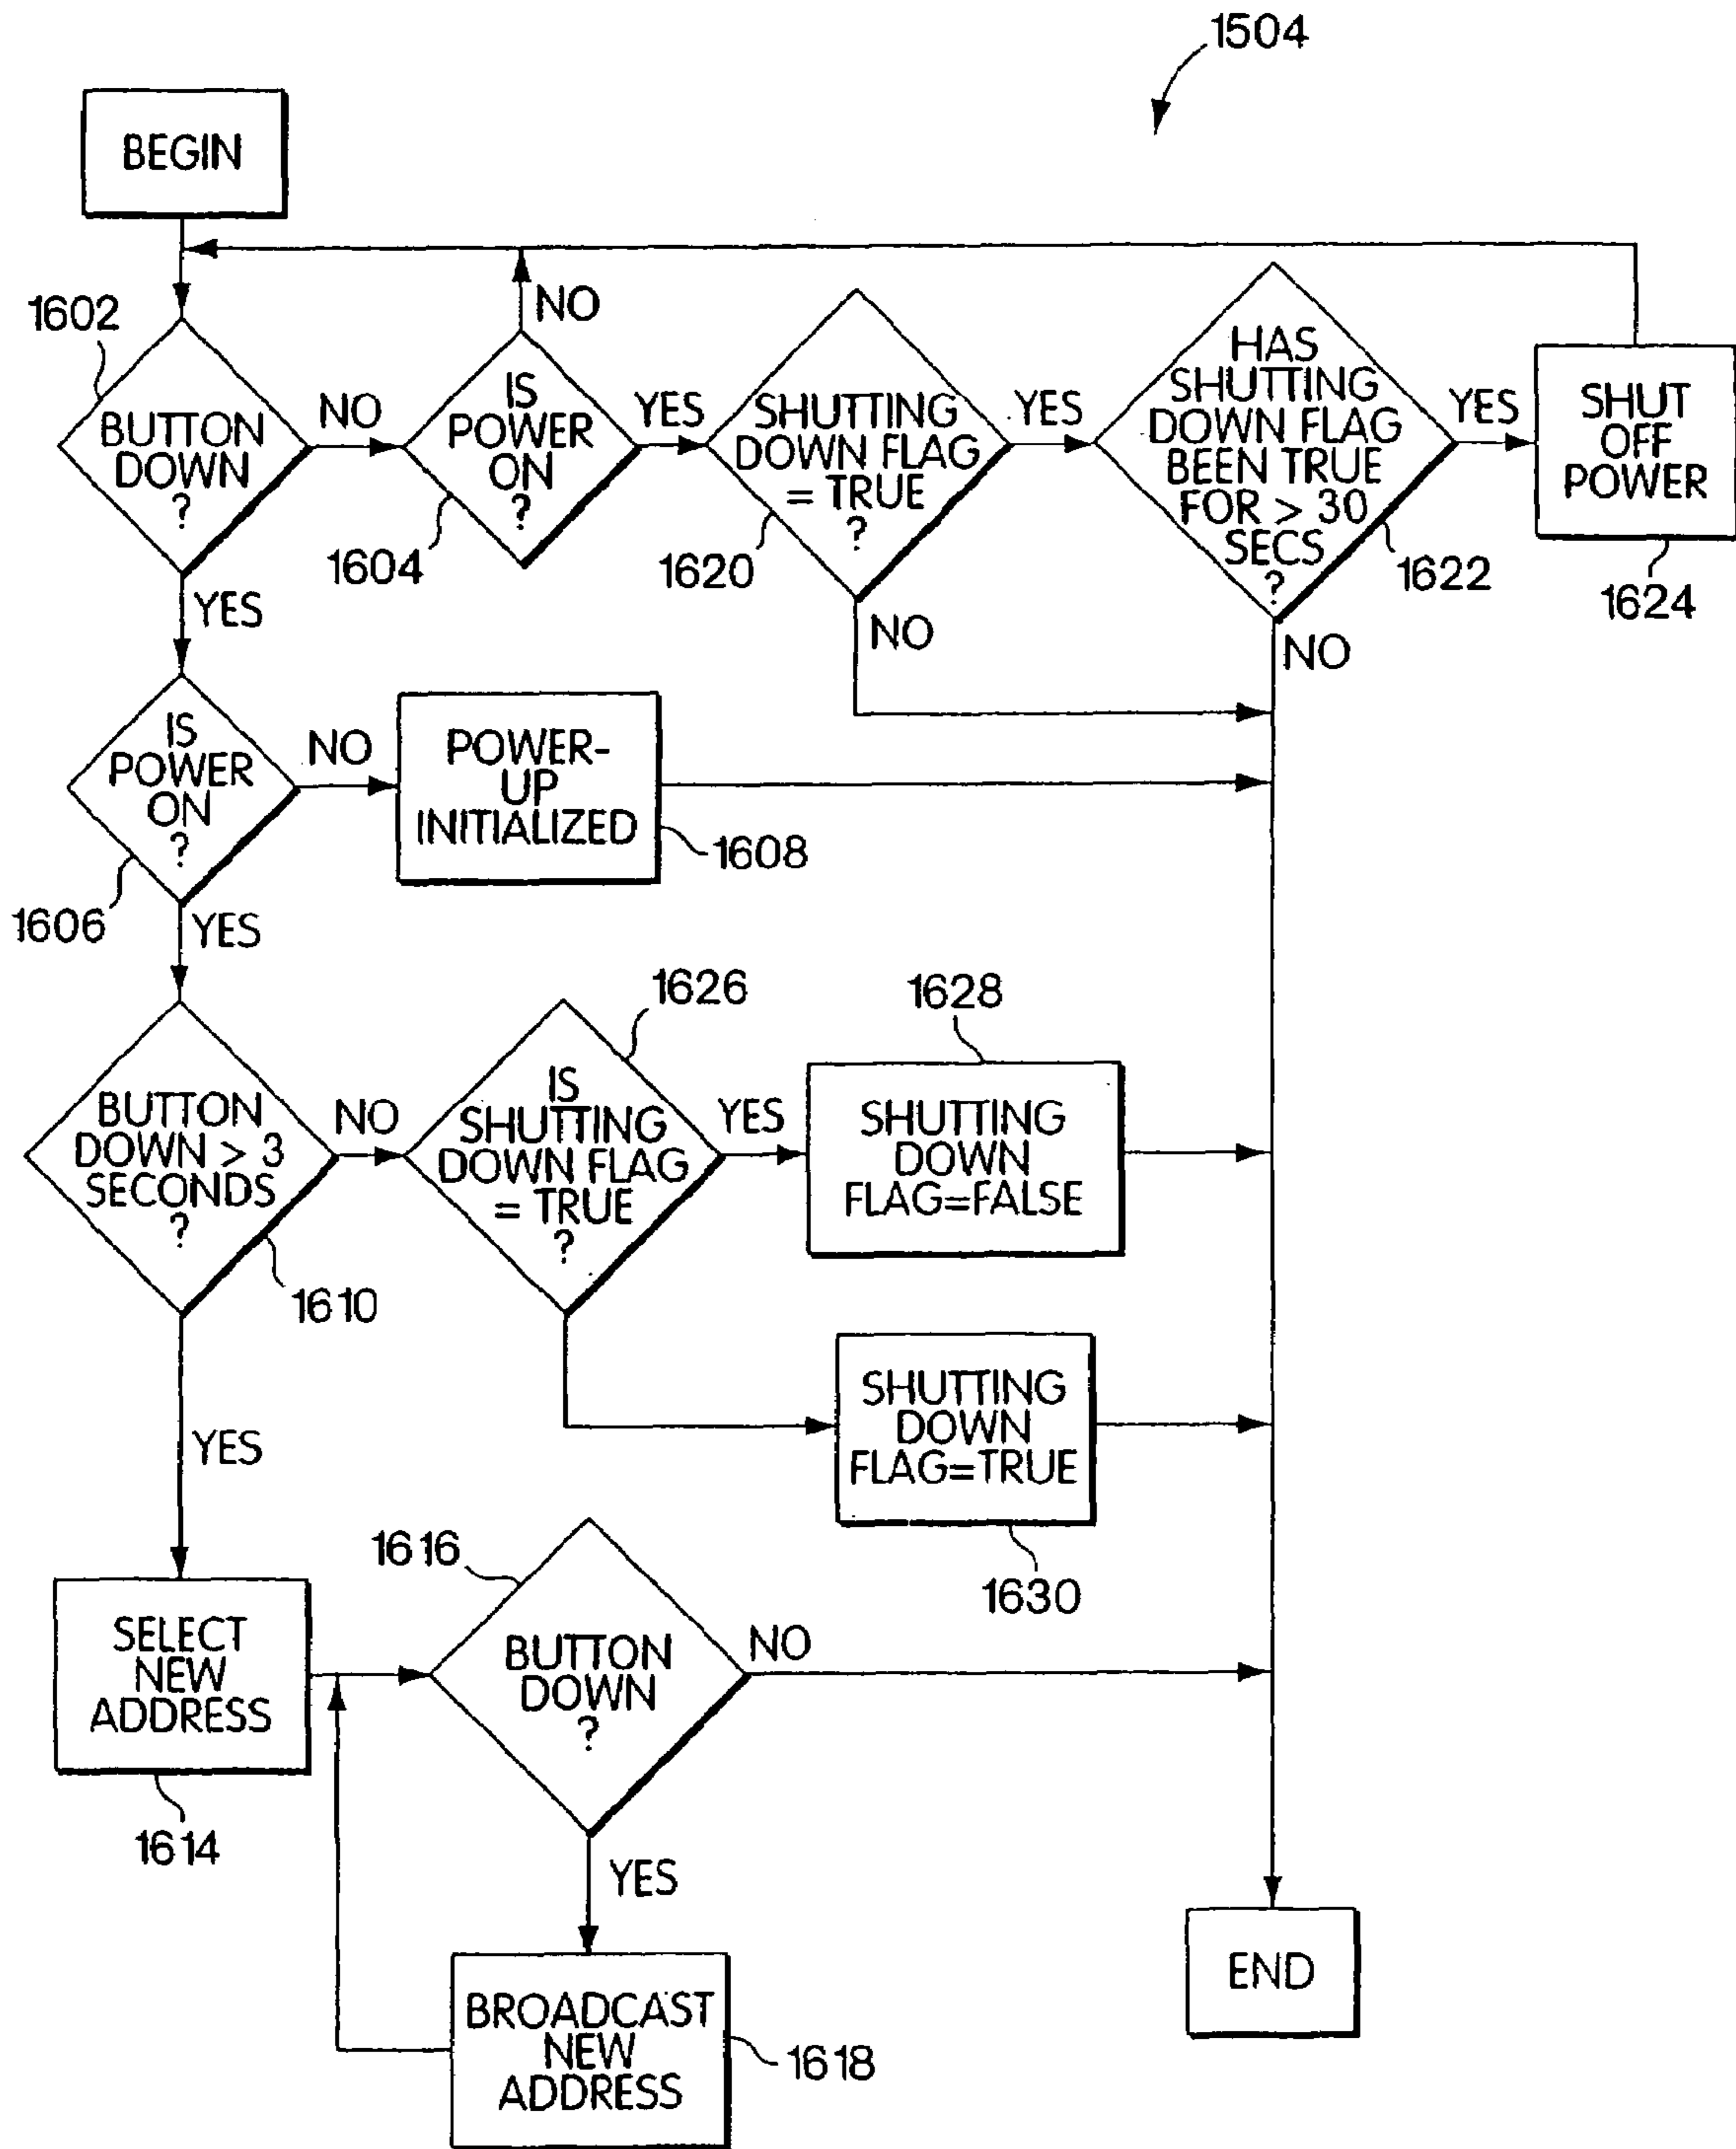 1504
BEGIN
1602
BUTTON
DOWN
?
NO
YES
IS
POWER
ON
?
1604
NO
YES
SHUTTING
DOWN FLAG
= TRUE
?
1620
YES
NO
HAS
SHUTTING
DOWN FLAG
BEEN TRUE
FOR > 30
SECS
?
1622
YES
NO
SHUT
OFF
POWER
1624
IS
POWER
ON
?
1606
NO
YES
POWER-
UP
INITIALIZED
1608
BUTTON
DOWN > 3
SECONDS
?
1610
NO
YES
1626
IS
SHUTTING
DOWN FLAG
= TRUE
?
YES
1628
SHUTTING
DOWN
FLAG=FALSE
SHUTTING
DOWN
FLAG=TRUE
1630
SELECT
NEW
ADDRESS
1614
1616
BUTTON
DOWN
?
NO
YES
BROADCAST
NEW
ADDRESS
1618
END